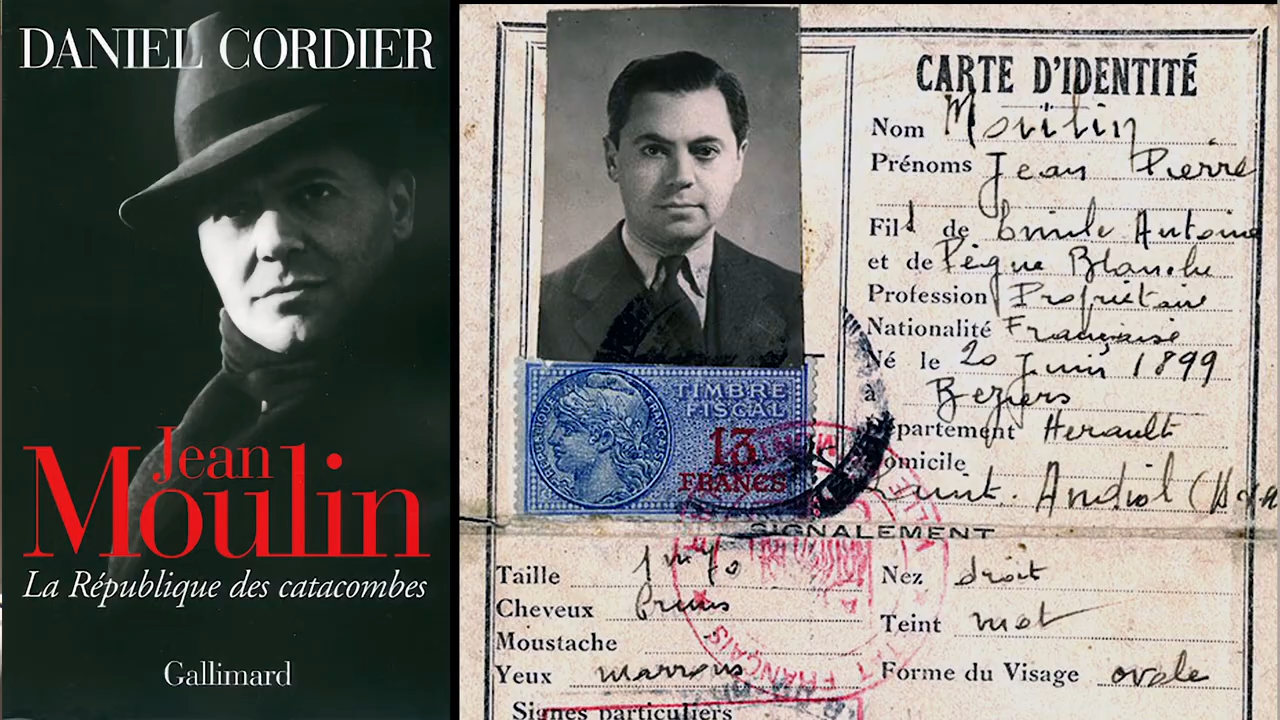 DANIEL CORDIER
Jean
Moulin
La République des catacombes
Gallimard
CARTE D'IDENTITÉ
Nom Moulin
Prénoms Jean Pierre
Fils de Emile Antoine
et de Pègue Blanche
Profession Propriétaire
Nationalité Française
Né le 20 Juin 1899
à Beziers
Département Herault
Domicile
Saint. Andiol
TIMBRE
FISCAL
13
FRANCS
SIGNALEMENT
Taille 1m70
Cheveux bruns
Moustache
Yeux marrons
Nez droit
Teint mat
Forme du Visage ovale
Signes particuliers